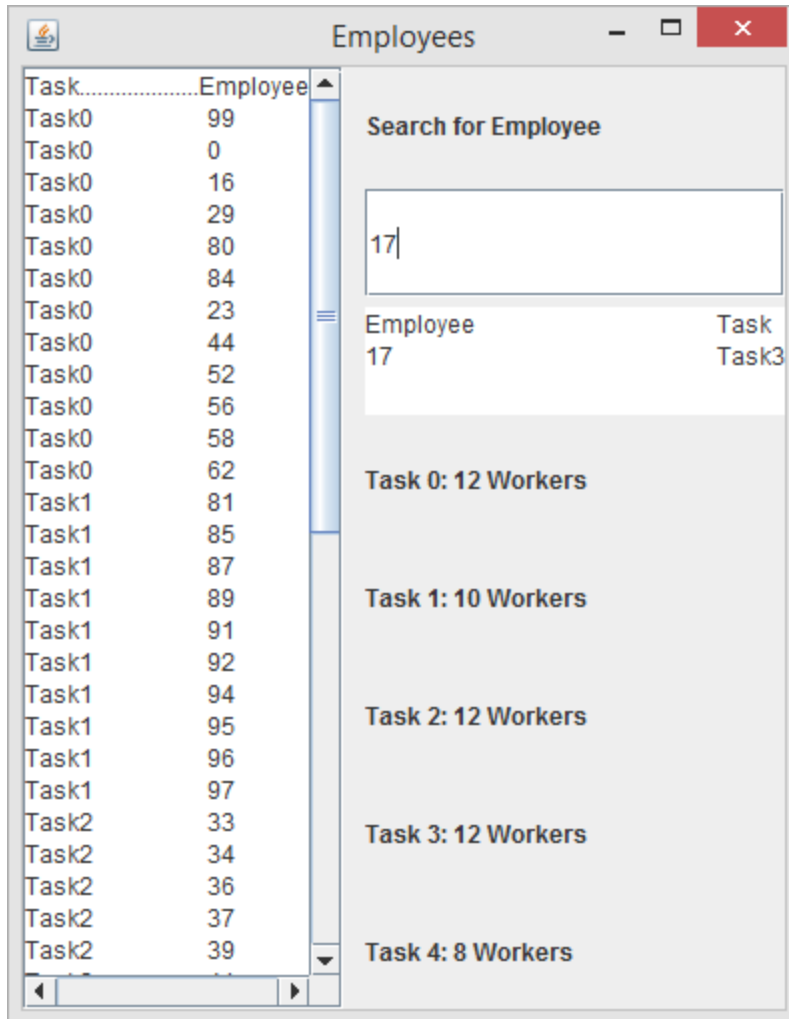 Employees
Task...................Employee
Task0 99
Task0 0
Task0 16
Task0 29
Task0 80
Task0 84
Task0 23
Task0 44
Task0 52
Task0 56
Task0 58
Task0 62
Task1 81
Task1 85
Task1 87
Task1 89
Task1 91
Task1 92
Task1 94
Task1 95
Task1 96
Task1 97
Task2 33
Task2 34
Task2 36
Task2 37
Task2 39
Search for Employee
17
Employee Task
17 Task3
Task 0: 12 Workers
Task 1: 10 Workers
Task 2: 12 Workers
Task 3: 12 Workers
Task 4: 8 Workers